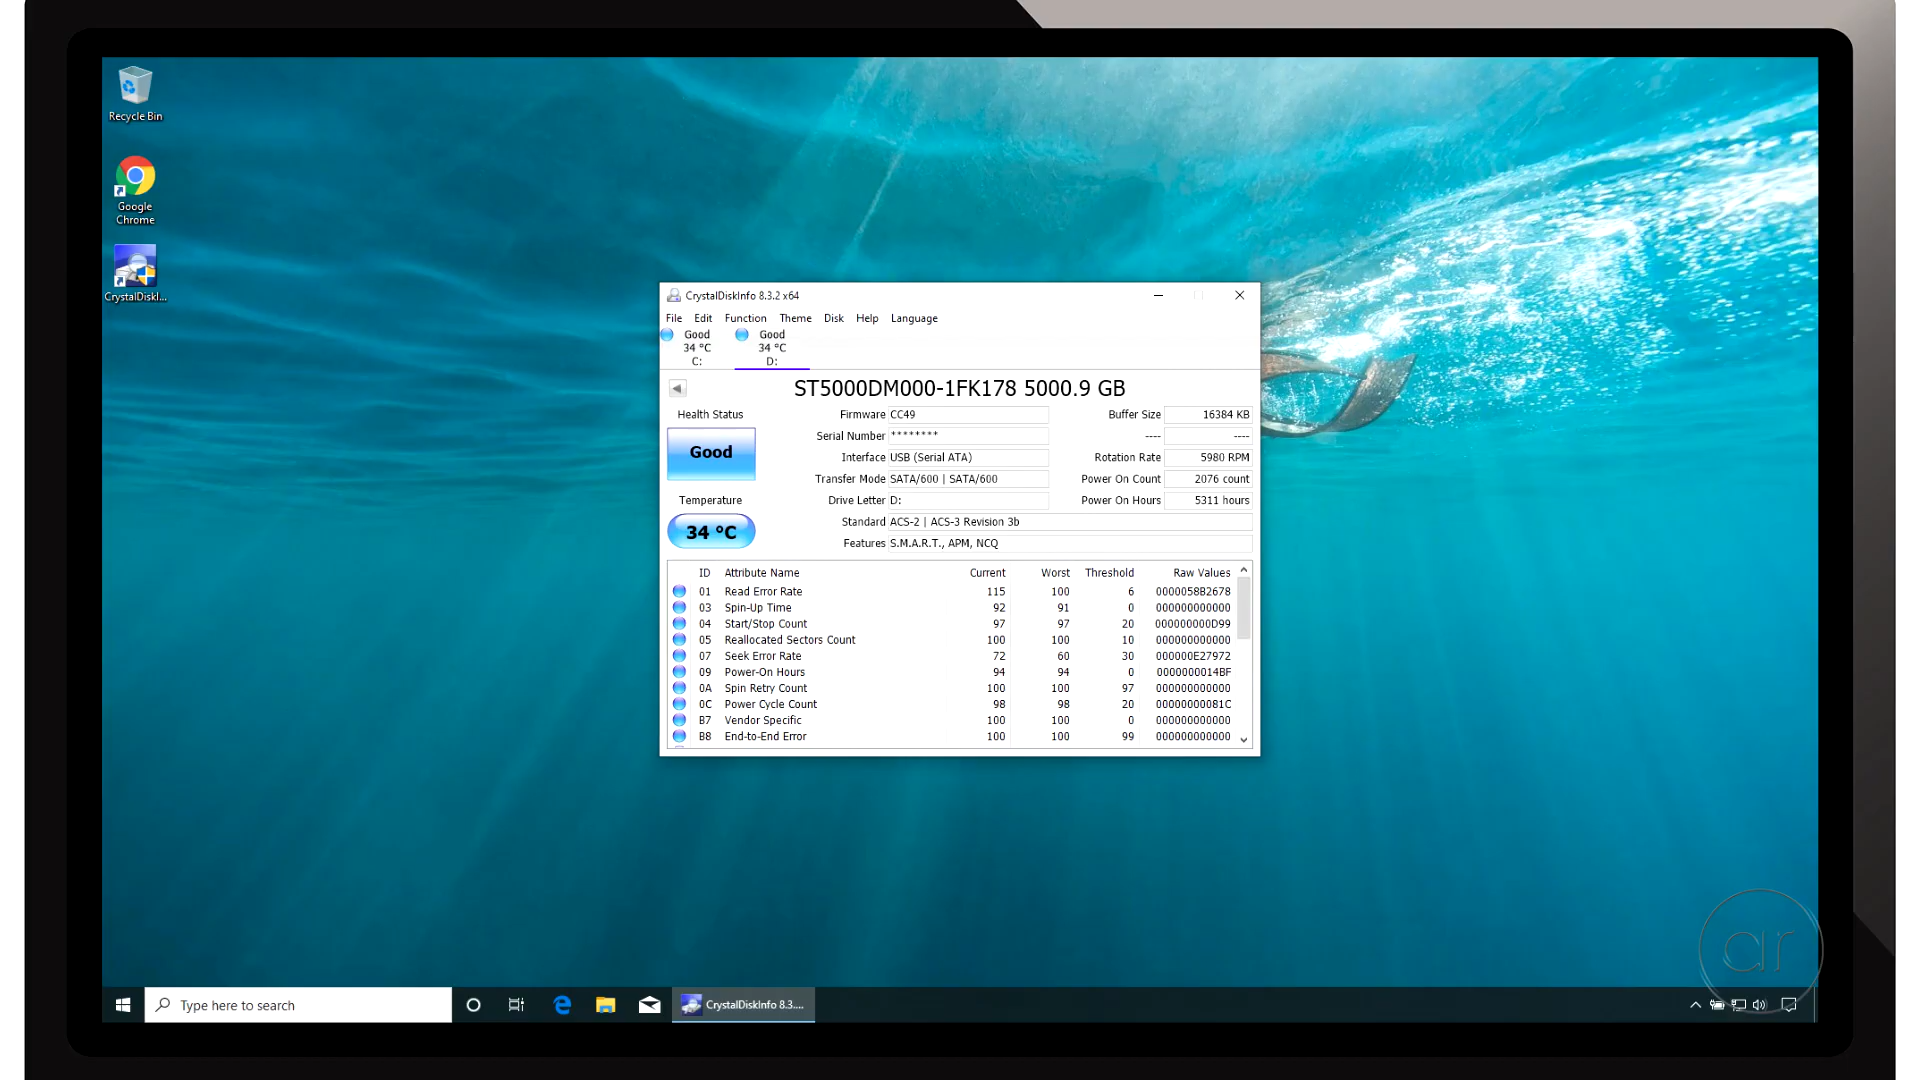 Recycle Bin
Google
Chrome
CrystalDiskI...
CrystalDiskInfo 8.3.2 x64
File Edit Function Theme Disk Help Language
Good Good
34 °C 34 °C
C: D:
ST5000DM000-1FK178 5000.9 GB
Health Status Firmware CC49 Buffer Size 16384 KB
Serial Number ******** ---- ----
Good Interface USB (Serial ATA) Rotation Rate 5980 RPM
Transfer Mode SATA/600 | SATA/600 Power On Count 2076 count
Temperature Drive Letter D: Power On Hours 5311 hours
34 °C Standard ACS-2 | ACS-3 Revision 3b
Features S.M.A.R.T., APM, NCQ
ID Attribute Name Current Worst Threshold Raw Values
01 Read Error Rate 115 100 6 0000058B2678
03 Spin-Up Time 92 91 0 000000000000
04 Start/Stop Count 97 97 20 000000000D99
05 Reallocated Sectors Count 100 100 10 000000000000
07 Seek Error Rate 72 60 30 000000E27972
09 Power-On Hours 94 94 0 0000000014BF
0A Spin Retry Count 100 100 97 000000000000
0C Power Cycle Count 98 98 20 00000000081C
B7 Vendor Specific 100 100 0 000000000000
B8 End-to-End Error 100 100 99 000000000000
ar
Type here to search
CrystalDiskInfo 8.3....